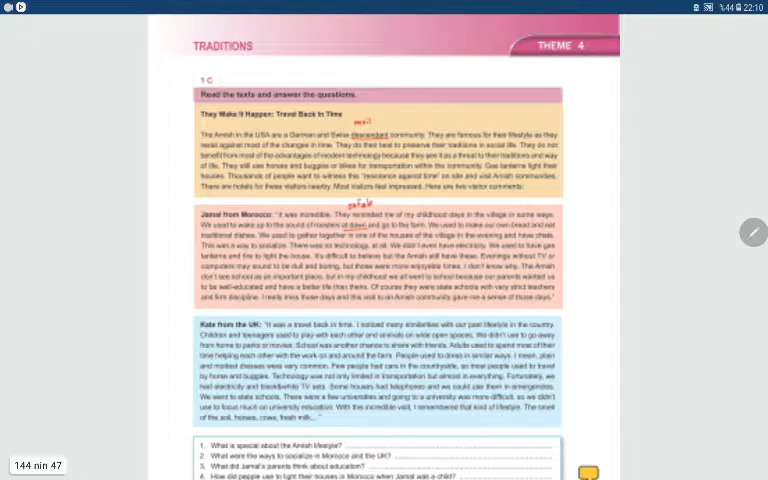 %44 22:10
TRADITIONS
THEME 4
1 C
Read the texts and answer the questions.
They Make It Happen: Travel Back In Time
nesil
The Amish in the USA are a German and Swiss descendant community. They are famous for their lifestyle as they
resist against most of the changes in time. They do their best to preserve their traditions in social life. They do not
benefit from most of the advantages of modern technology because they see it as a threat to their traditions and way
of life. They still use horses and buggies or bikes for transportation within the community. Gas lanterns light their
houses. Thousands of people want to witness this "resistance against time" on site and visit Amish communities.
There are hotels for these visitors nearby. Most visitors feel impressed. Here are two visitor comments:
şafak
Jamal from Morocco: "It was incredible. They reminded me of my childhood days in the village in some ways.
We used to wake up to the sound of roosters at dawn and go to the farm. We used to make our own bread and eat
traditional dishes. We used to gather together in one of the houses of the village in the evening and have chats.
This was a way to socialize. There was no technology, at all. We didn't even have electricity. We used to have gas
lanterns and fire to light the house. It's difficult to believe but the Amish still have these. Evenings without TV or
computers may sound to be dull and boring, but those were more enjoyable times. I don't know why. The Amish
don't see school as an important place, but in my childhood we all went to school because our parents wanted us
to be well-educated and have a better life than theirs. Of course they were state schools with very strict teachers
and firm discipline. I really miss those days and this visit to an Amish community gave me a sense of those days."
Kate from the UK: "It was a travel back in time. I noticed many similarities with our past lifestyle in the country.
Children and teenagers used to play with each other and animals on wide open spaces. We didn't use to go away
from home to parks or movies. School was another chance to share with friends. Adults used to spend most of their
time helping each other with the work on and around the farm. People used to dress in similar ways. I mean, plain
and modest dresses were very common. Few people had cars in the countryside, so most people used to travel
by horse and buggies. Technology was not only limited in transportation but almost in everything. Fortunately, we
had electricity and black&white TV sets. Some houses had telephones and we could use them in emergencies.
We went to state schools. There were a few universities and going to a university was more difficult, so we didn't
use to focus much on university education. With this incredible visit, I remembered that kind of lifestyle. The smell
of the soil, horses, cows, fresh milk..."
1. What is special about the Amish lifestyle?
2. What were the ways to socialize in Morocco and the UK?
3. What did Jamal's parents think about education?
4. How did people use to light their houses in Morocco when Jamal was a child?
144 nin 47